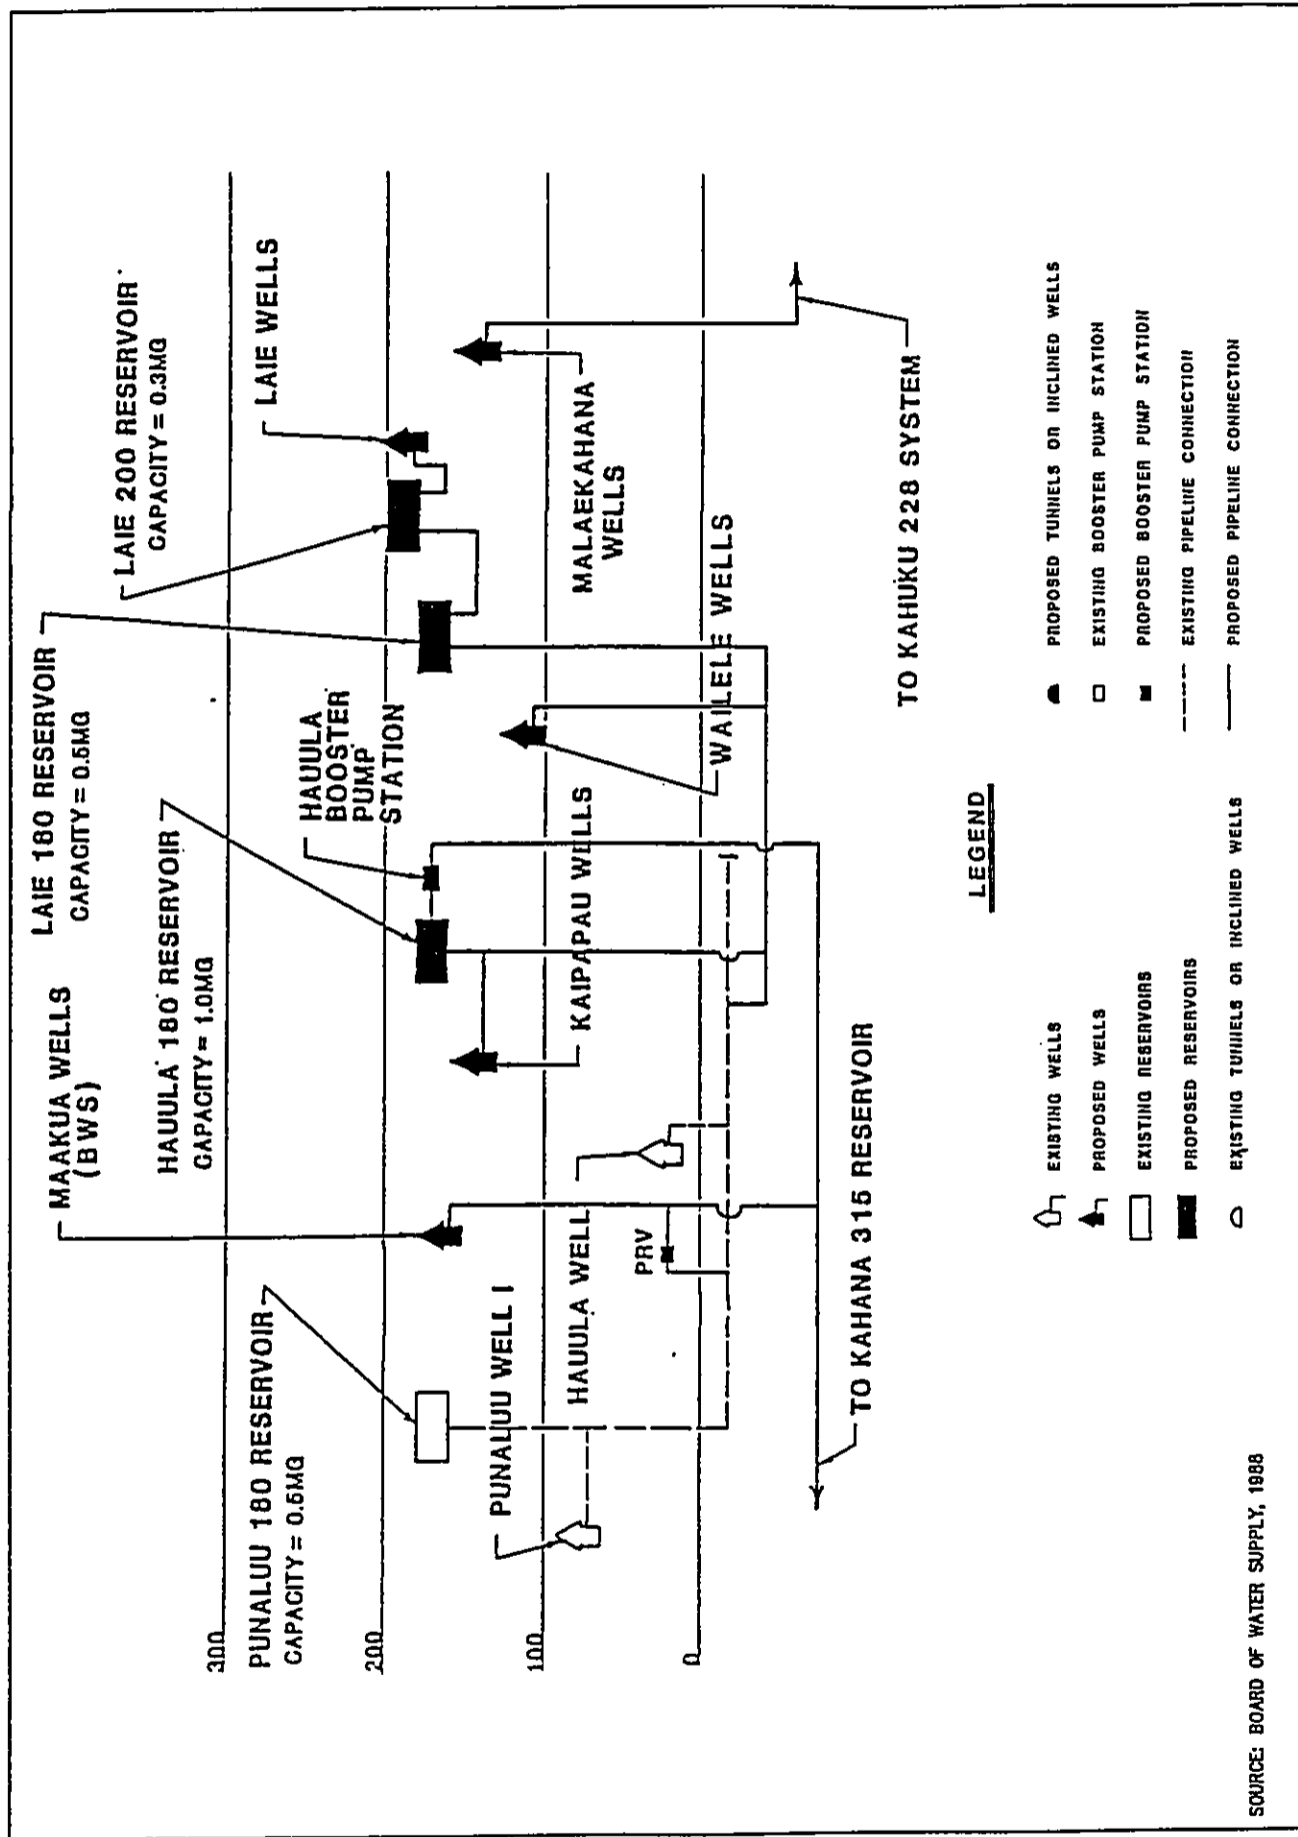 MAAKUA WELLS
(BWS)
LAIE 180 RESERVOIR
CAPACITY = 0.5MG
LAIE 200 RESERVOIR
CAPACITY = 0.3MG
HAUULA 180 RESERVOIR
CAPACITY = 1.0MG
PUNALUU 180 RESERVOIR
CAPACITY = 0.5MG
HAUULA
BOOSTER
PUMP
STATION
LAIE WELLS
300
200
100
0
PUNALUU WELL I
HAUULA WELL
PRV
KAIPAPAU WELLS
MALAEKAHANA
WELLS
WAILELE WELLS
TO KAHANA 315 RESERVOIR
TO KAHUKU 228 SYSTEM
LEGEND
EXISTING WELLS
PROPOSED WELLS
EXISTING RESERVOIRS
PROPOSED RESERVOIRS
EXISTING TUNNELS OR INCLINED WELLS
PROPOSED TUNNELS OR INCLINED WELLS
EXISTING BOOSTER PUMP STATION
PROPOSED BOOSTER PUMP STATION
EXISTING PIPELINE CONNECTION
PROPOSED PIPELINE CONNECTION
SOURCE: BOARD OF WATER SUPPLY, 1988